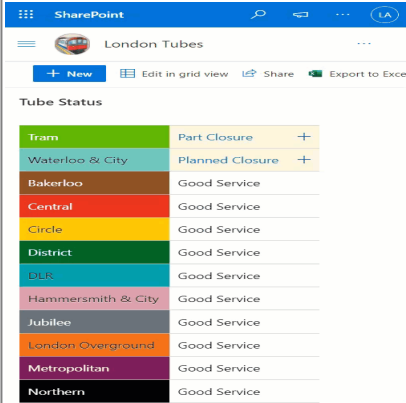 SharePoint
LA
London Tubes
New Edit in grid view Share Export to Exce
Tube Status
Tram Part Closure
Waterloo & City Planned Closure
Bakerloo Good Service
Central Good Service
Circle Good Service
District Good Service
DLR Good Service
Hammersmith & City Good Service
Jubilee Good Service
London Overground Good Service
Metropolitan Good Service
Northern Good Service